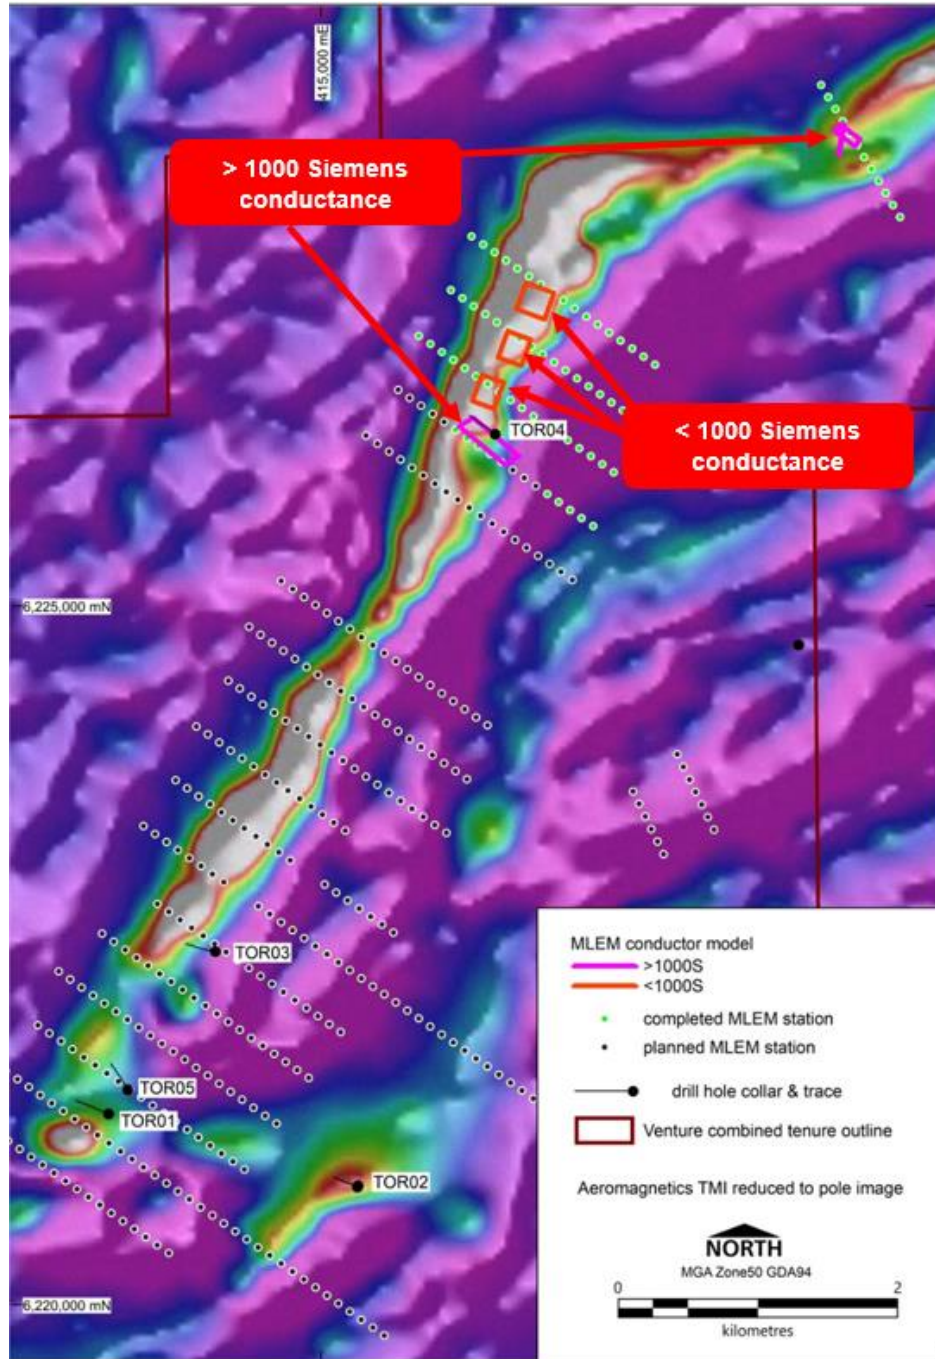 415,000 mE
> 1000 Siemens
conductance
TOR04
< 1000 Siemens
conductance
6,225,000 mN
TOR03
TOR05
TOR01
TOR02
6,220,000 mN
MLEM conductor model
>1000S
<1000S
completed MLEM station
planned MLEM station
drill hole collar & trace
Venture combined tenure outline
Aeromagnetics TMI reduced to pole image
NORTH
MGA Zone50 GDA94
0 2
kilometres